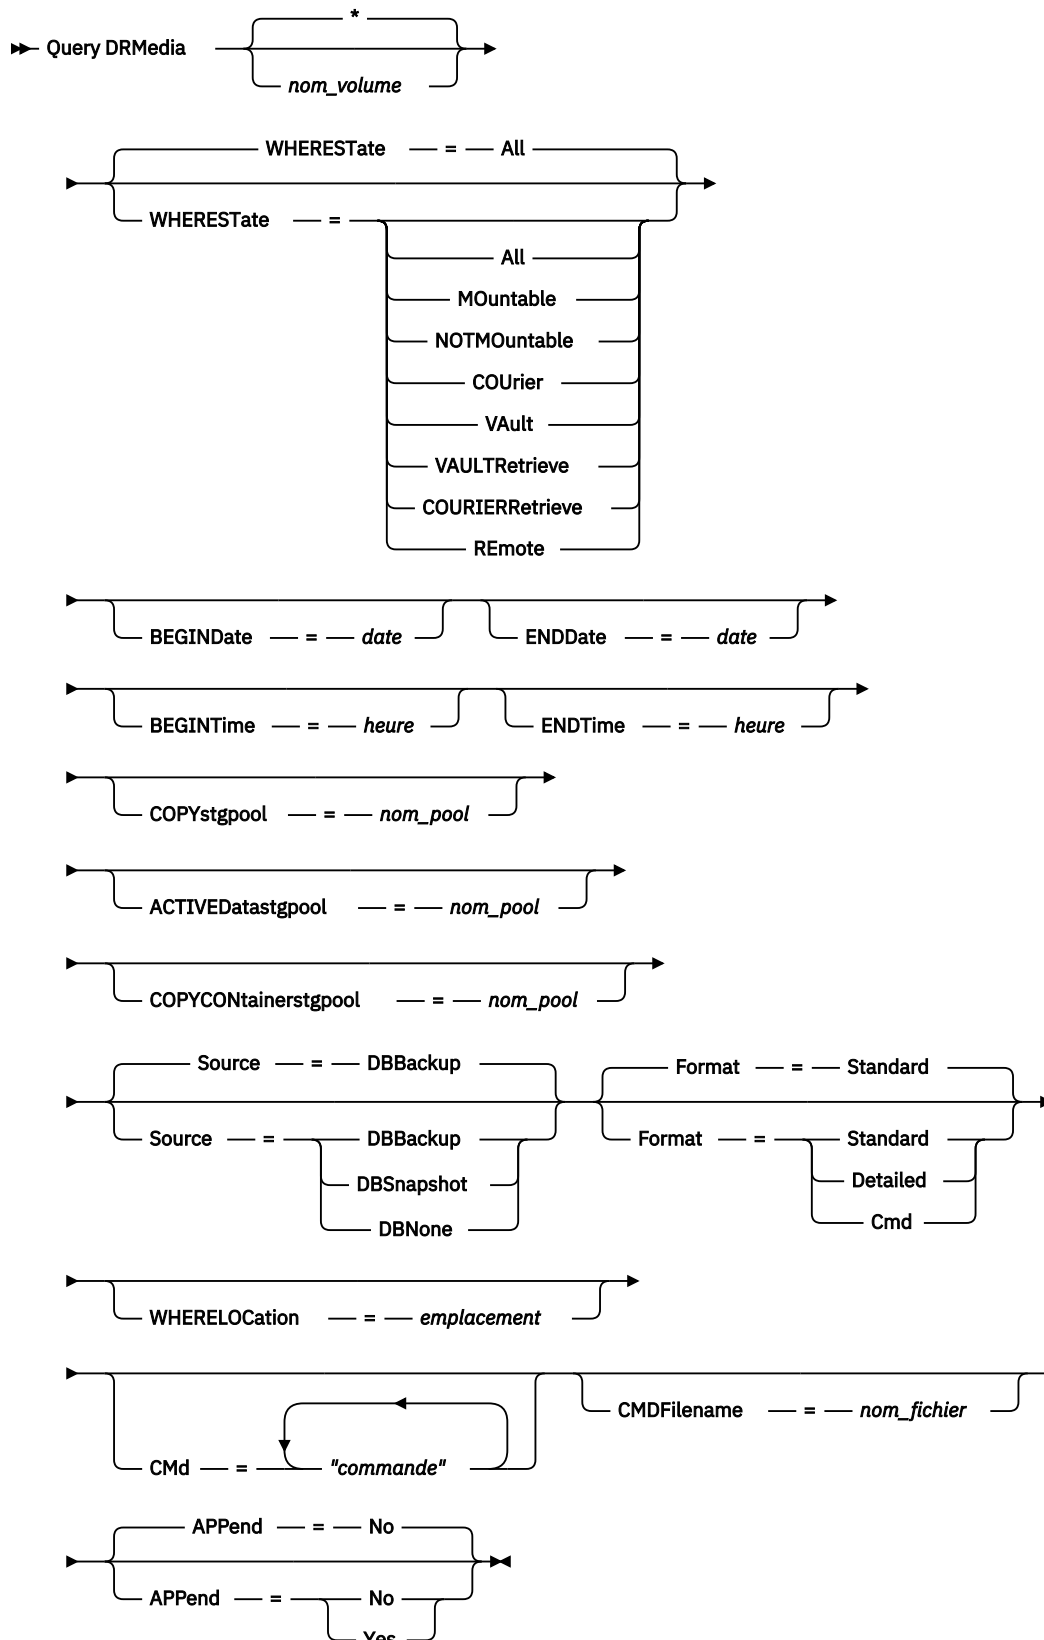 *
Query DRMedia
nom_volume
WHERESTate = All
WHERESTate =
All
MOuntable
NOTMOuntable
COUrier
VAult
VAULTRetrieve
COURIERRetrieve
REmote
BEGINDate = date ENDDate = date
BEGINTime = heure ENDTime = heure
COPYstgpool = nom_pool
ACTIVEDatastgpool = nom_pool
COPYCONtainerstgpool = nom_pool
Source = DBBackup Format = Standard
Source = DBBackup Format = Standard
DBSnapshot Detailed
DBNone Cmd
WHERELOCation = emplacement
CMDFilename = nom_fichier
CMd = "commande"
APPend = No
APPend = No
Yes